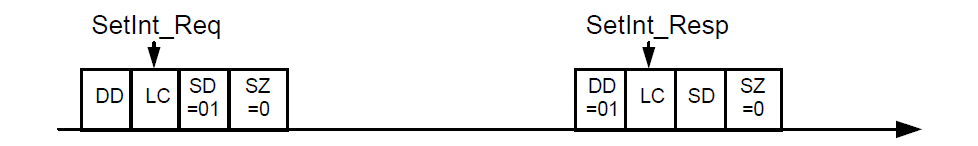 SetInt_Req
SetInt_Resp
DD LC SD =01 SZ =0
DD =01 LC SD SZ =0